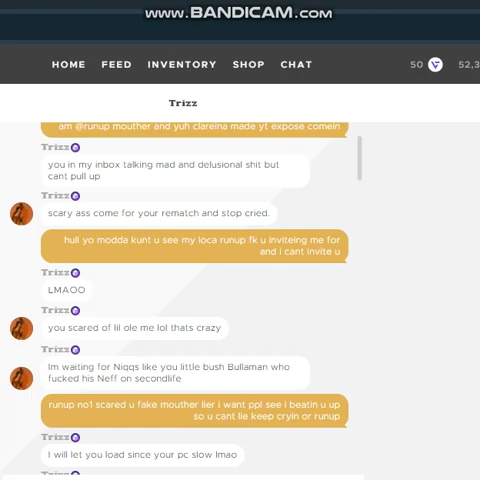 www.BANDICAM.com
HOME FEED INVENTORY SHOP CHAT 50 52,3
Trizz
am @runup mouther and yuh clareina made yt expose comein
Trizz
you in my inbox talking mad and delusional shit but
cant pull up
Trizz
scary ass come for your rematch and stop cried.
hull yo modda kunt u see my loca runup fk u inviteing me for
and i cant invite u
Trizz
LMAOO
Trizz
you scared of lil ole me lol thats crazy
Trizz
Im waiting for Niqqs like you little bush Bullaman who
fucked his Neff on secondlife
runup no1 scared u fake mouther lier i want ppl see i beatin u up
so u cant lie keep cryin or runup
Trizz
I will let you load since your pc slow lmao
Trizz